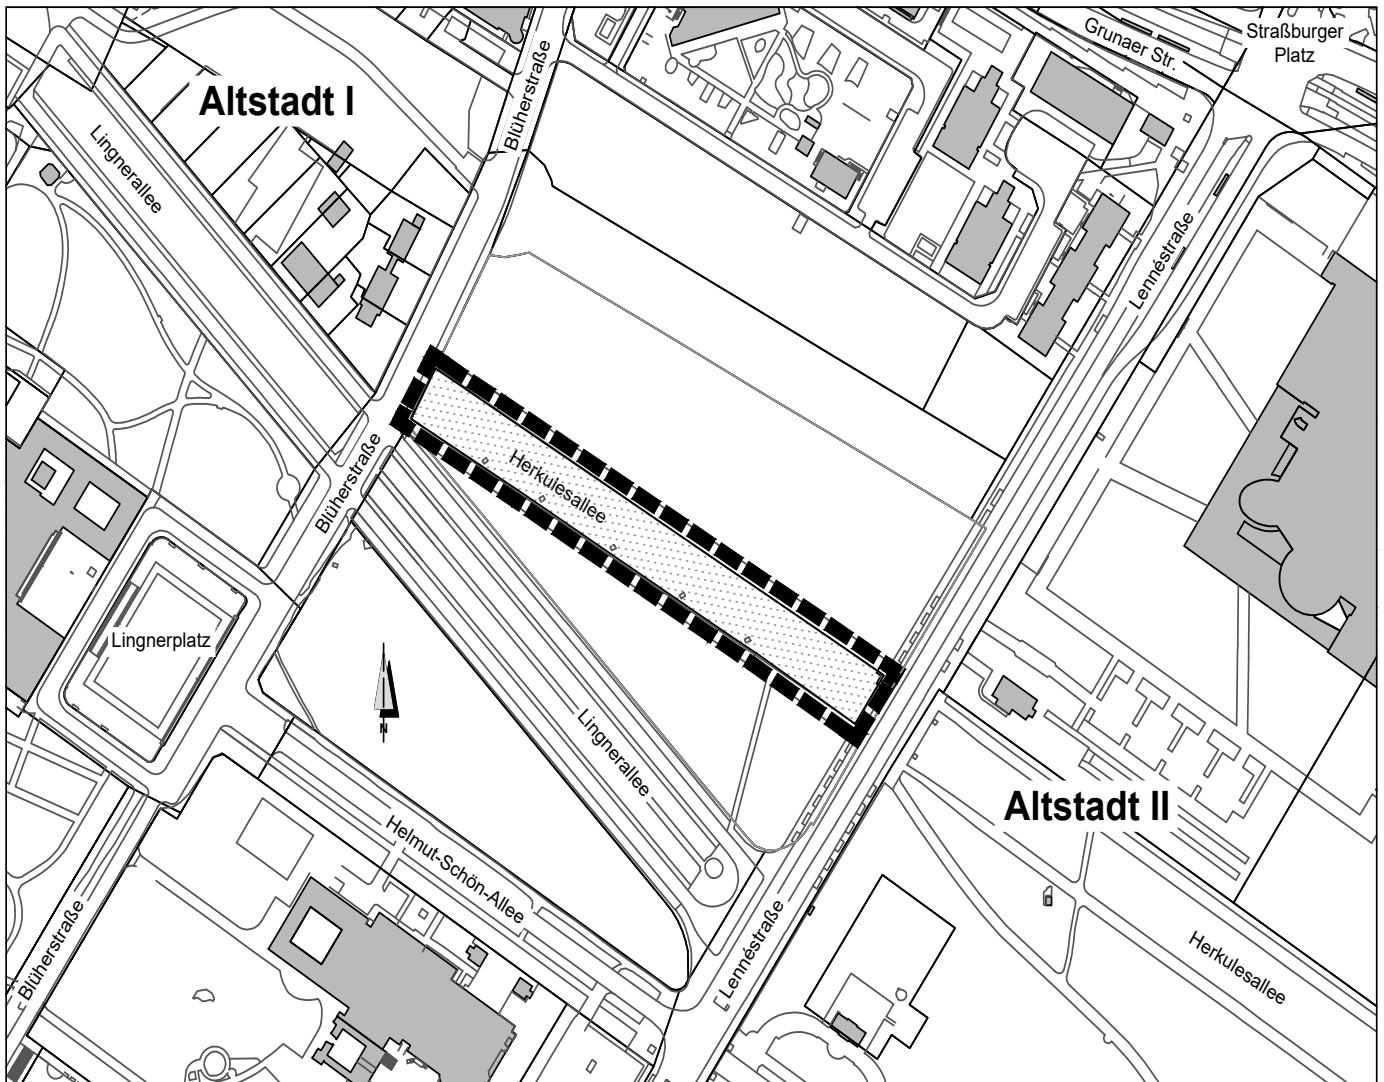 Grunaer Str.
Straßburger
Platz
Altstadt I
Blüherstraße
Lingnerallee
Lennéstraße
Herkulesallee
Blüherstraße
Lingnerplatz
N
Lingnerallee
Altstadt II
Helmut-Schön-Allee
Blüherstraße
Lennéstraße
Herkulesallee